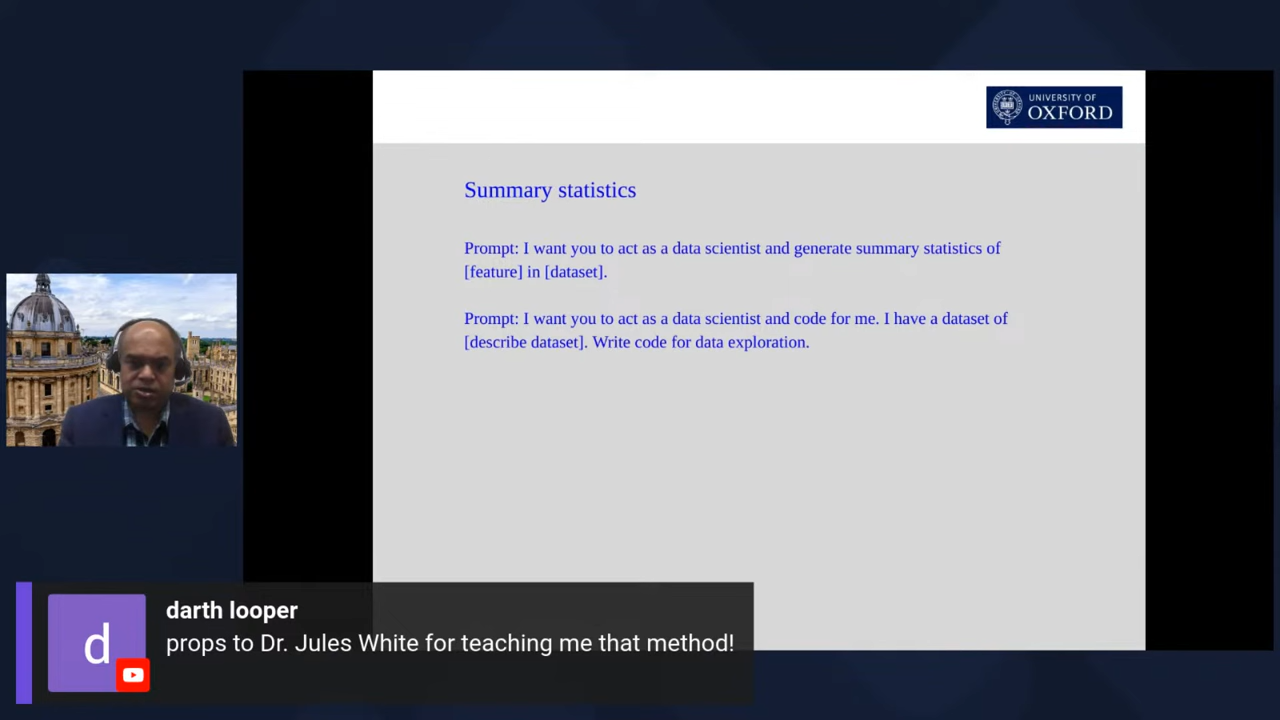 UNIVERSITY OF
OXFORD
Summary statistics
Prompt: I want you to act as a data scientist and generate summary statistics of
[feature] in [dataset].
Prompt: I want you to act as a data scientist and code for me. I have a dataset of
[describe dataset]. Write code for data exploration.
d
darth looper
props to Dr. Jules White for teaching me that method!